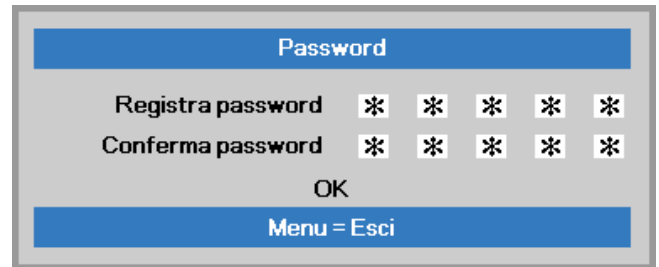 Password
Registra password * * * * *
Conferma password * * * * *
OK
Menu = Esci